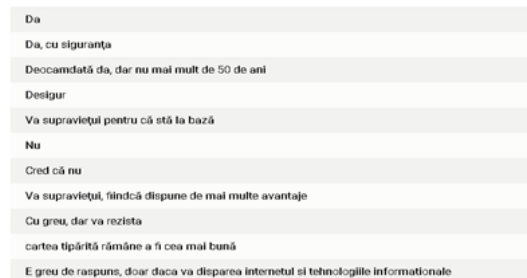 Da
Da, cu siguranța
Deocamdată da, dar nu mai mult de 50 de ani
Desigur
Va supraviețui pentru că stă la bază
Nu
Cred că nu
Va supraviețui, fiindcă dispune de mai multe avantaje
Cu greu, dar va rezista
cartea tipărită rămâne a fi cea mai bună
E greu de raspuns, doar daca va disparea internetul si tehnologiile informationale